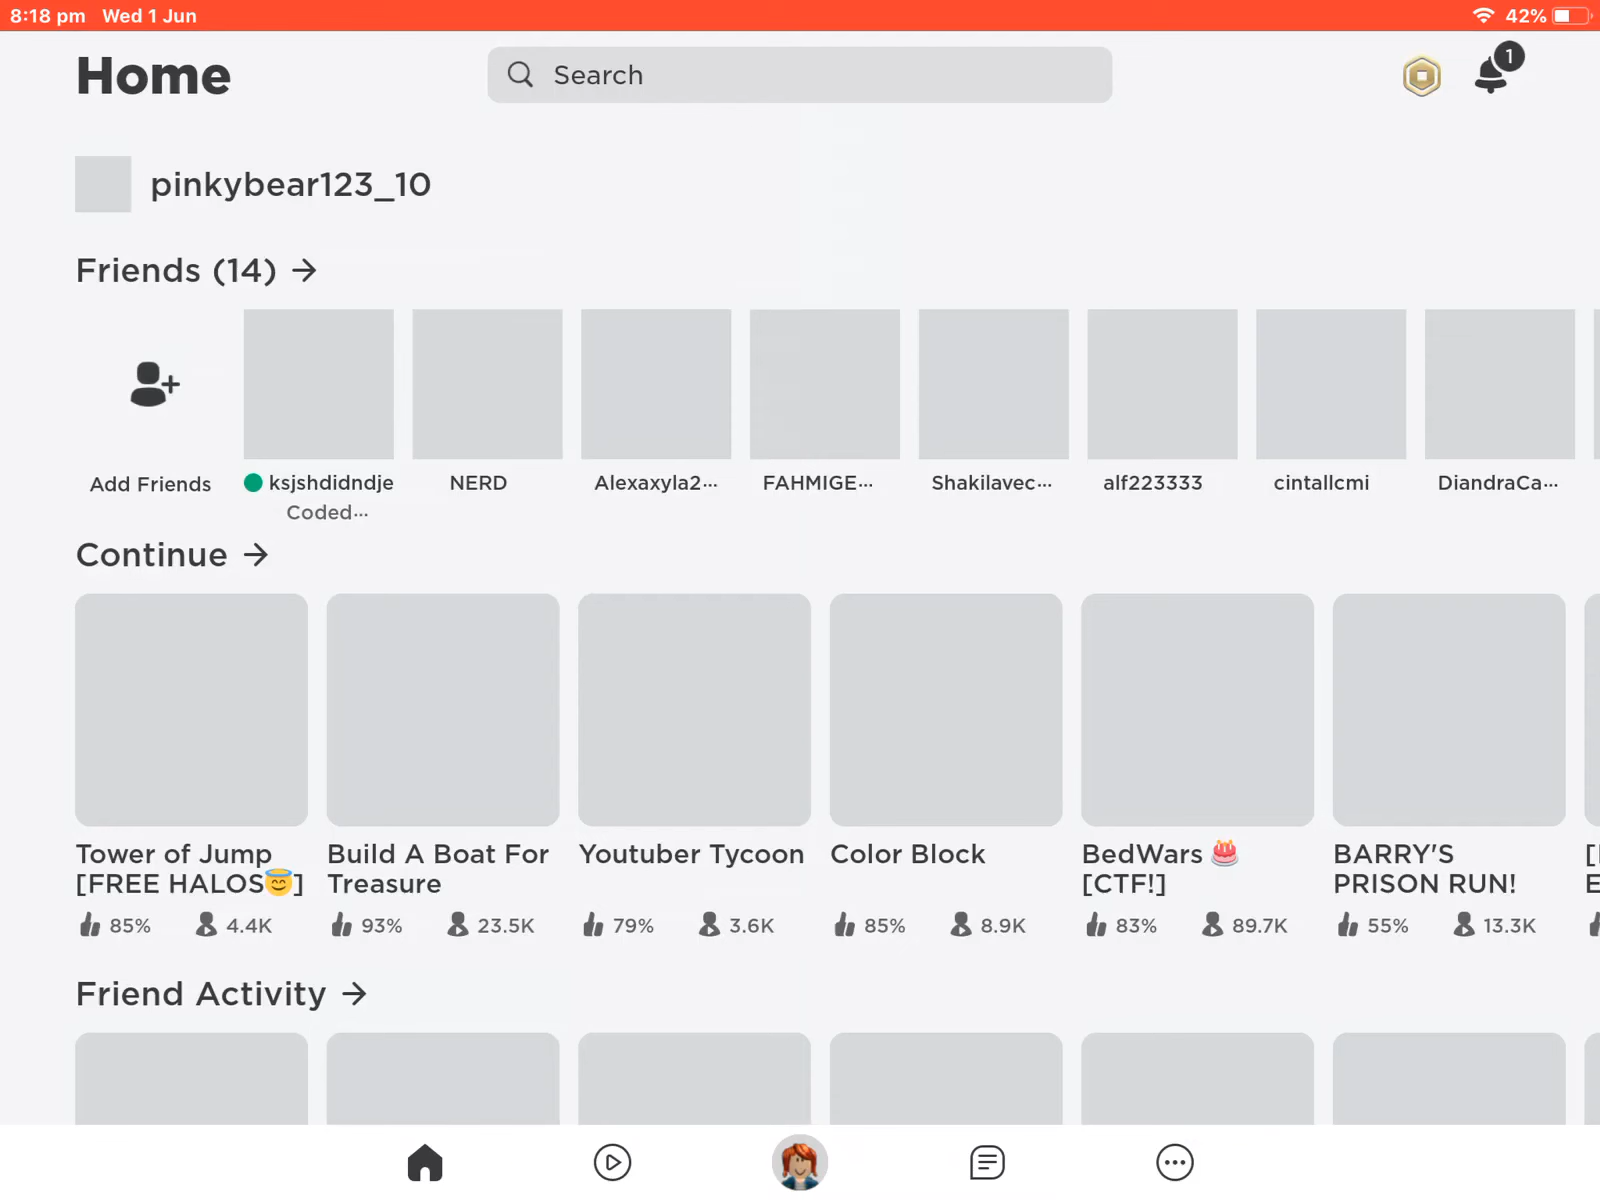 8:18 pm Wed 1 Jun
42%
Home
Search
1
pinkybear123_10
Friends (14) →
Add Friends
ksjshdidndje
Coded...
NERD
Alexaxyla2...
FAHMIGE...
Shakilavec...
alf223333
cintallcmi
DiandraCa...
Continue →
Tower of Jump
[FREE HALOS😇]
85% 4.4K
Build A Boat For
Treasure
93% 23.5K
Youtuber Tycoon
79% 3.6K
Color Block
85% 8.9K
BedWars 🎂
[CTF!]
83% 89.7K
BARRY'S
PRISON RUN!
55% 13.3K
Friend Activity →